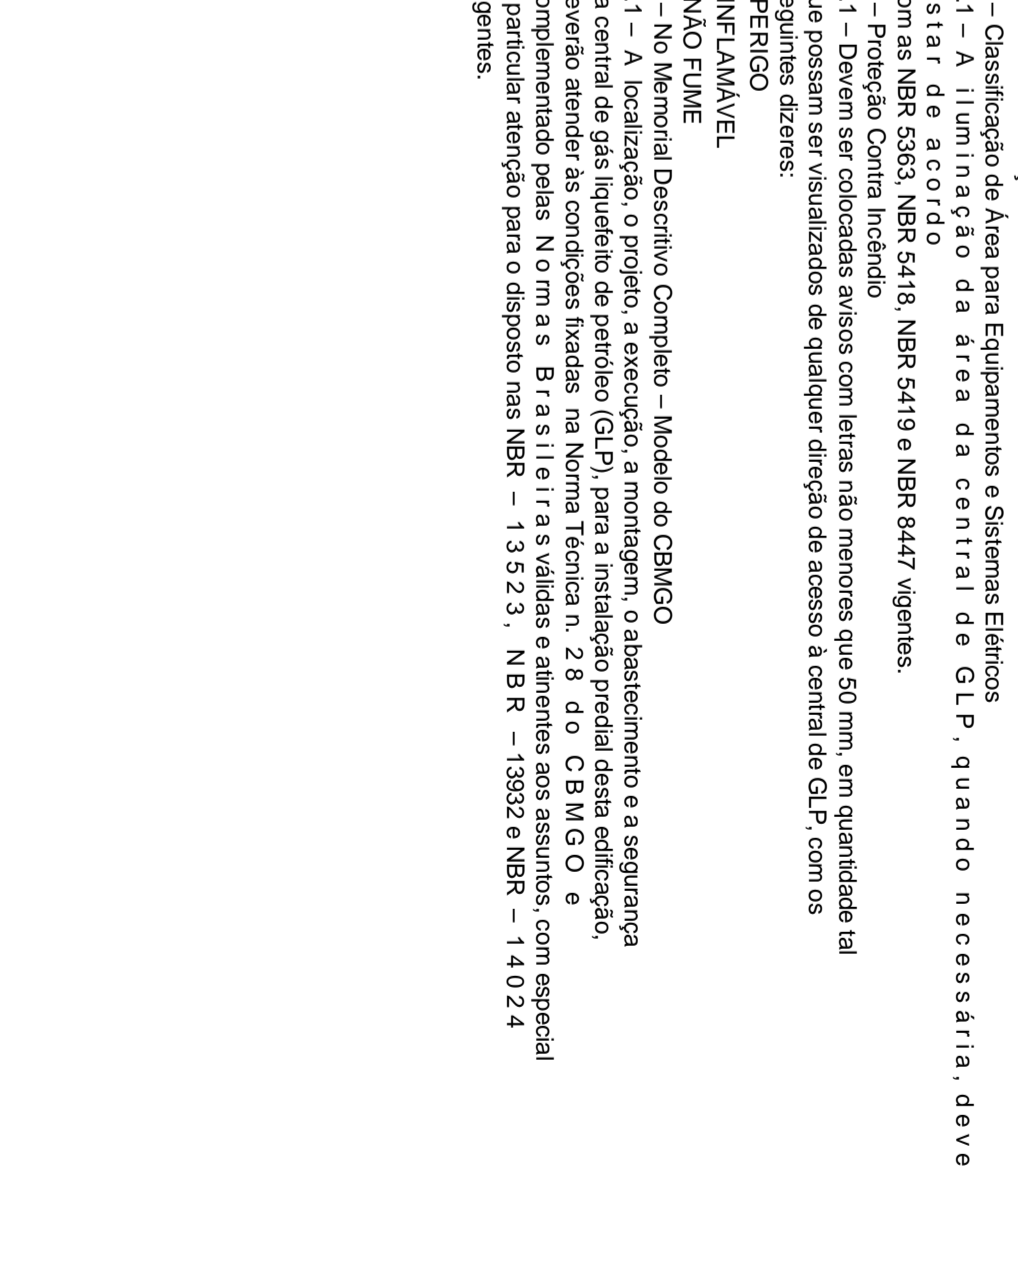 – Classificação de Área para Equipamentos e Sistemas Elétricos
.1 – A iluminação da área da central de GLP, quando necessária, deve
star de acordo
om as NBR 5363, NBR 5418, NBR 5419 e NBR 8447 vigentes.
– Proteção Contra Incêndio
.1 – Devem ser colocadas avisos com letras não menores que 50 mm, em quantidade tal
ue possam ser visualizados de qualquer direção de acesso à central de GLP, com os
eguintes dizeres:
PERIGO
INFLAMÁVEL
NÃO FUME
– No Memorial Descritivo Completo – Modelo do CBMGO
.1 – A localização, o projeto, a execução, a montagem, o abastecimento e a segurança
a central de gás liquefeito de petróleo (GLP), para a instalação predial desta edificação,
everão atender às condições fixadas na Norma Técnica n. 28 do CBMGO e
omplementado pelas Normas Brasileiras válidas e atinentes aos assuntos, com especial
particular atenção para o disposto nas NBR – 13523, NBR – 13932 e NBR – 14024
gentes.